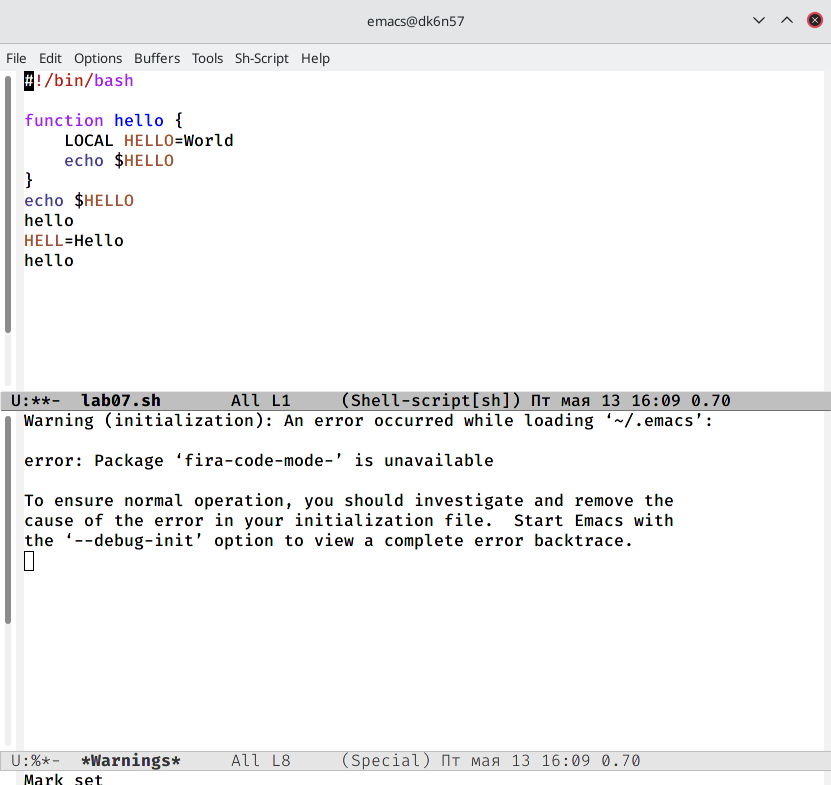 emacs@dk6n57
File Edit Options Buffers Tools Sh-Script Help
#!/bin/bash
function hello {
LOCAL HELLO=World
echo $HELLO
}
echo $HELLO
hello
HELL=Hello
hello
U:**- lab07.sh All L1 (Shell-script[sh]) Пт мая 13 16:09 0.70
Warning (initialization): An error occurred while loading ‘~/.emacs’:
error: Package ‘fira-code-mode-’ is unavailable
To ensure normal operation, you should investigate and remove the
cause of the error in your initialization file. Start Emacs with
the ‘--debug-init’ option to view a complete error backtrace.
U:%*- *Warnings* All L8 (Special) Пт мая 13 16:09 0.70
Mark set